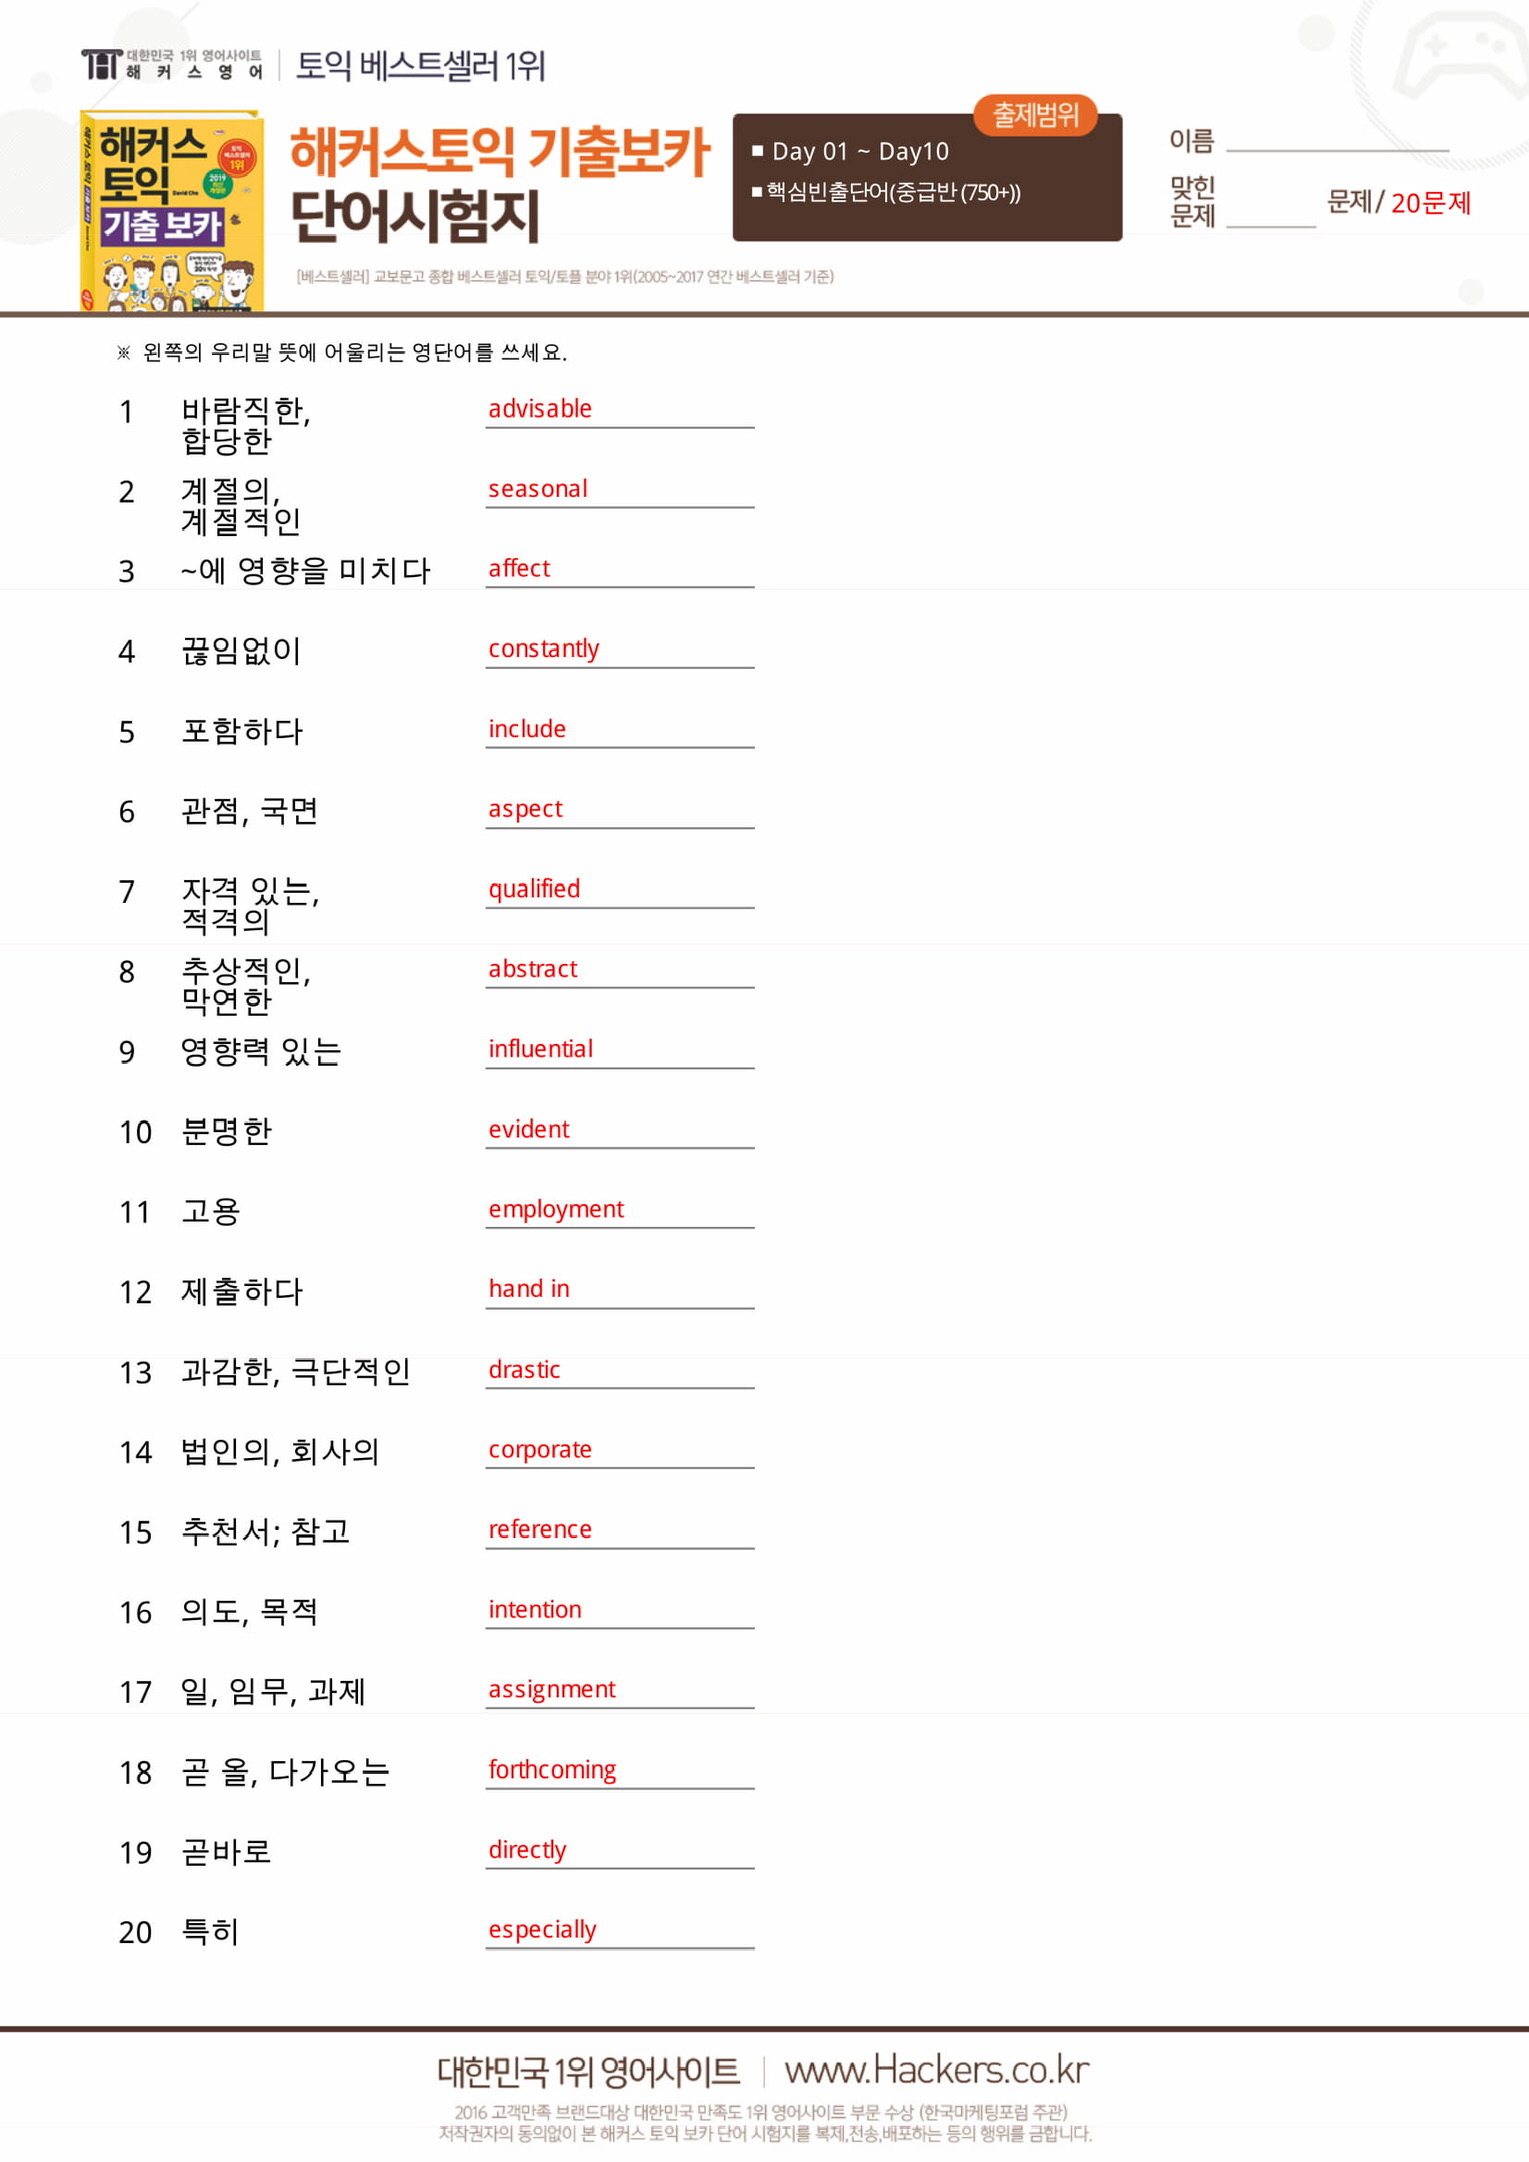 대한민국 1위 영어사이트
해커스영어
토익 베스트셀러 1위
해커스
토익
기출 보카
David Cho
토익
베스트셀러
1위
2019
해커스토익 기출보카
단어시험지
출제범위
■ Day 01 ~ Day10
■ 핵심빈출단어(중급반 (750+))
이름
맞힌
문제
문제/ 20문제
[베스트셀러] 교보문고 종합 베스트셀러 토익/토플 분야 1위(2005~2017 연간 베스트셀러 기준)
※ 왼쪽의 우리말 뜻에 어울리는 영단어를 쓰세요.
1 바람직한, advisable
합당한
2 계절의, seasonal
계절적인
3 ~에 영향을 미치다 affect
4 끊임없이 constantly
5 포함하다 include
6 관점, 국면 aspect
7 자격 있는, qualified
적격의
8 추상적인, abstract
막연한
9 영향력 있는 influential
10 분명한 evident
11 고용 employment
12 제출하다 hand in
13 과감한, 극단적인 drastic
14 법인의, 회사의 corporate
15 추천서; 참고 reference
16 의도, 목적 intention
17 일, 임무, 과제 assignment
18 곧 올, 다가오는 forthcoming
19 곧바로 directly
20 특히 especially
대한민국 1위 영어사이트 www.Hackers.co.kr
2016 고객만족 브랜드대상 대한민국 만족도 1위 영어사이트 부문 수상 (한국마케팅포럼 주관)
저작권자의 동의없이 본 해커스 토익 보카 단어 시험지를 복제,전송,배포하는 등의 행위를 금합니다.